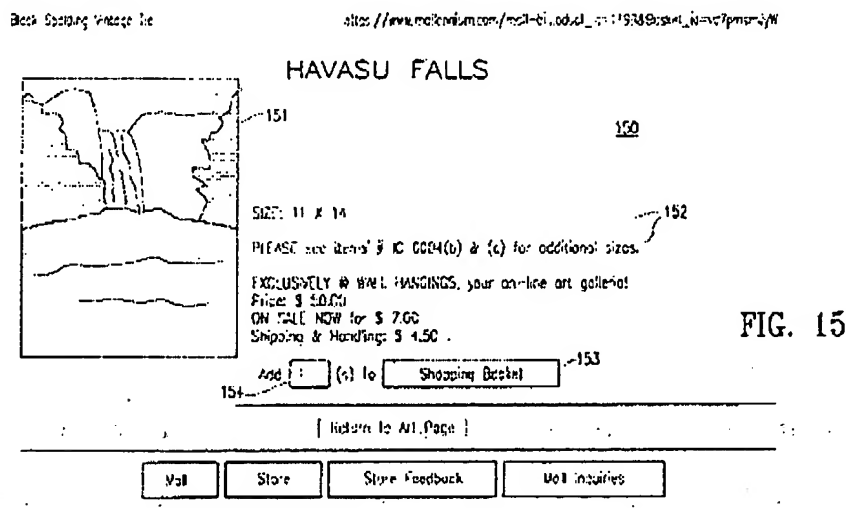 HAVASU FALLS
151
150
SIZE: 11 X 14
152
PLEASE see items # IC 0004(b) & (c) for additional sizes.
EXCLUSIVELY @ WALL HANGINGS, your on-line art galleria!
Price: $ 50.00
ON SALE NOW for $ 7.00
Shipping & Handling: $ 4.50
FIG. 15
Add 1 (s) to Shopping Basket
153
154
[ Return to Art Page ]
Mall Store Store Feedback Mall Inquiries